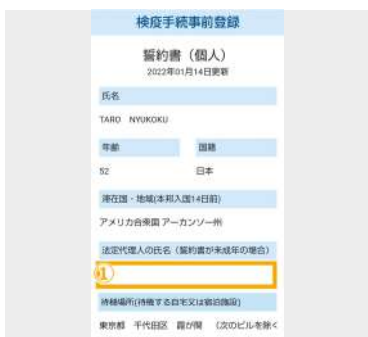 検疫手続事前登録
誓約書（個人）
2022年01月14日更新
氏名
TARO NYUKOKU
年齢 国籍
52 日本
滞在国・地域(本邦入国14日前)
アメリカ合衆国 アーカンソー州
法定代理人の氏名（誓約書が未成年の場合）
①
待機場所(待機する自宅又は宿泊施設)
東京都 千代田区 霞が関 （次のビルを除く